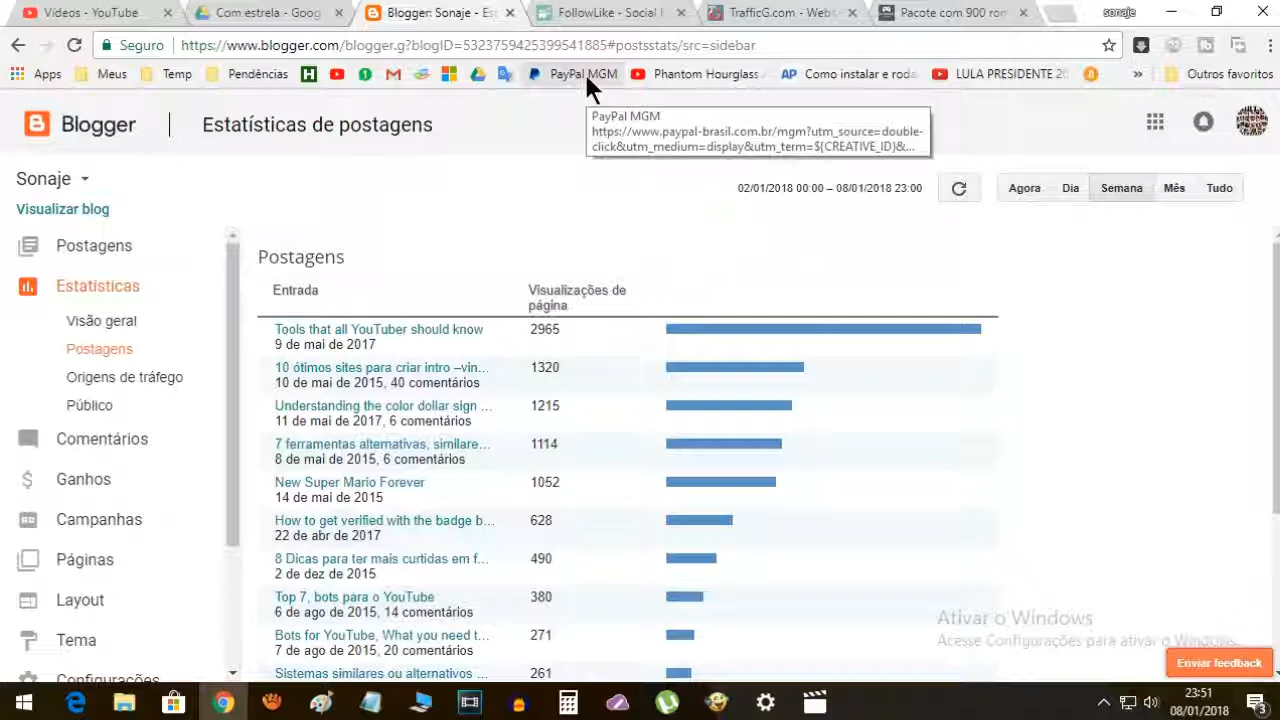 Vídeos - YouTube
Com estrela - Goog
Blogger: Sonaje - Es
FollowLike - Social
TrafficG.com - Webs
Pacote com 900 rom
sonaje
Seguro
https://www.blogger.com/blogger.g?blogID=5323759425399541885#postsstats/src=sidebar
Apps
Meus
Temp
Pendências
PayPal MGM
Phantom Hourglass
AP
Como instalar e roda
LULA PRESIDENTE 20
»
Outros favoritos
PayPal MGM
https://www.paypal-brasil.com.br/mgm?utm_source=double-
click&utm_medium=display&utm_term=${CREATIVE_ID}&...
Blogger
Estatísticas de postagens
Sonaje
02/01/2018 00:00 – 08/01/2018 23:00
Agora
Dia
Semana
Mês
Tudo
Visualizar blog
Postagens
Estatísticas
Visão geral
Postagens
Origens de tráfego
Público
Comentários
Ganhos
Campanhas
Páginas
Layout
Tema
Configurações
Postagens
Entrada
Visualizações de
página
Tools that all YouTuber should know
2965
9 de mai de 2017
10 ótimos sites para criar intro –vin...
1320
10 de mai de 2015, 40 comentários
Understanding the color dollar sign ...
1215
11 de mai de 2017, 6 comentários
7 ferramentas alternativas, similare...
1114
8 de mai de 2015, 6 comentários
New Super Mario Forever
1052
14 de mai de 2015
How to get verified with the badge b...
628
22 de abr de 2017
8 Dicas para ter mais curtidas em f...
490
2 de dez de 2015
Top 7, bots para o YouTube
380
6 de ago de 2015, 14 comentários
Bots for YouTube, What you need t...
271
7 de ago de 2015, 20 comentários
Sistemas similares ou alternativos ...
261
Ativar o Windows
Acesse Configurações para ativar o Windows.
Enviar feedback
23:51
08/01/2018
3